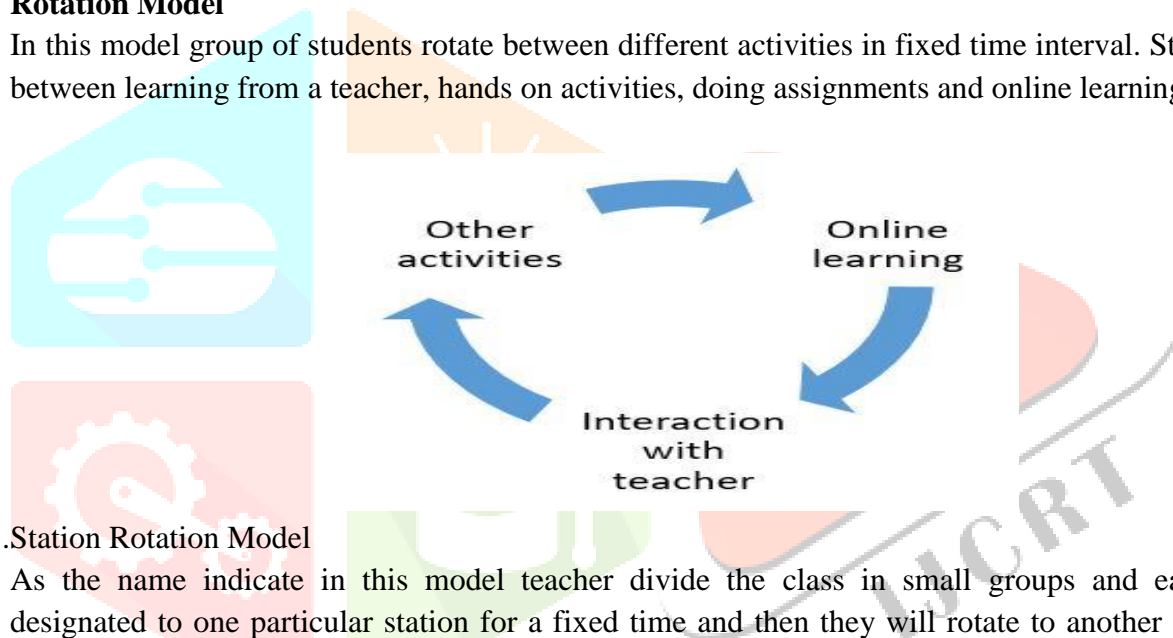 Rotation Model
In this model group of students rotate between different activities in fixed time interval.
between learning from a teacher, hands on activities, doing assignments and online learning
Other
activities
Online
learning
Interaction
with
teacher
.Station Rotation Model
As the name indicate in this model teacher divide the class in small groups and
designated to one particular station for a fixed time and then they will rotate to another
IJCRT